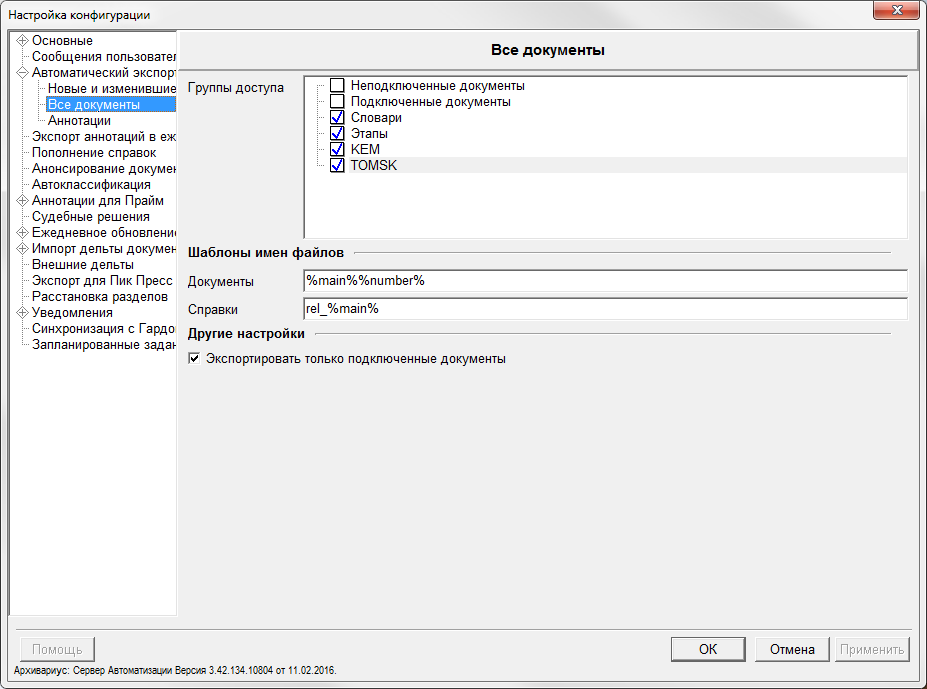 Настройка конфигурации
Основные
Сообщения пользовател
Автоматический экспорт
Новые и изменившие
Все документы
Аннотации
Экспорт аннотаций в еж
Пополнение справок
Анонсирование докумен
Автоклассификация
Аннотации для Прайм
Судебные решения
Ежедневное обновлени
Импорт дельты докумен
Внешние дельты
Экспорт для Пик Пресс
Расстановка разделов
Уведомления
Синхронизация с Гардо
Запланированные задан
Все документы
Группы доступа
Неподключенные документы
Подключенные документы
Словари
Этапы
KEM
TOMSK
Шаблоны имен файлов
Документы
%main%%number%
Справки
rel_%main%
Другие настройки
Экспортировать только подключенные документы
Помощь
OK
Отмена
Применить
Архивариус: Сервер Автоматизации Версия 3.42.134.10804 от 11.02.2016.